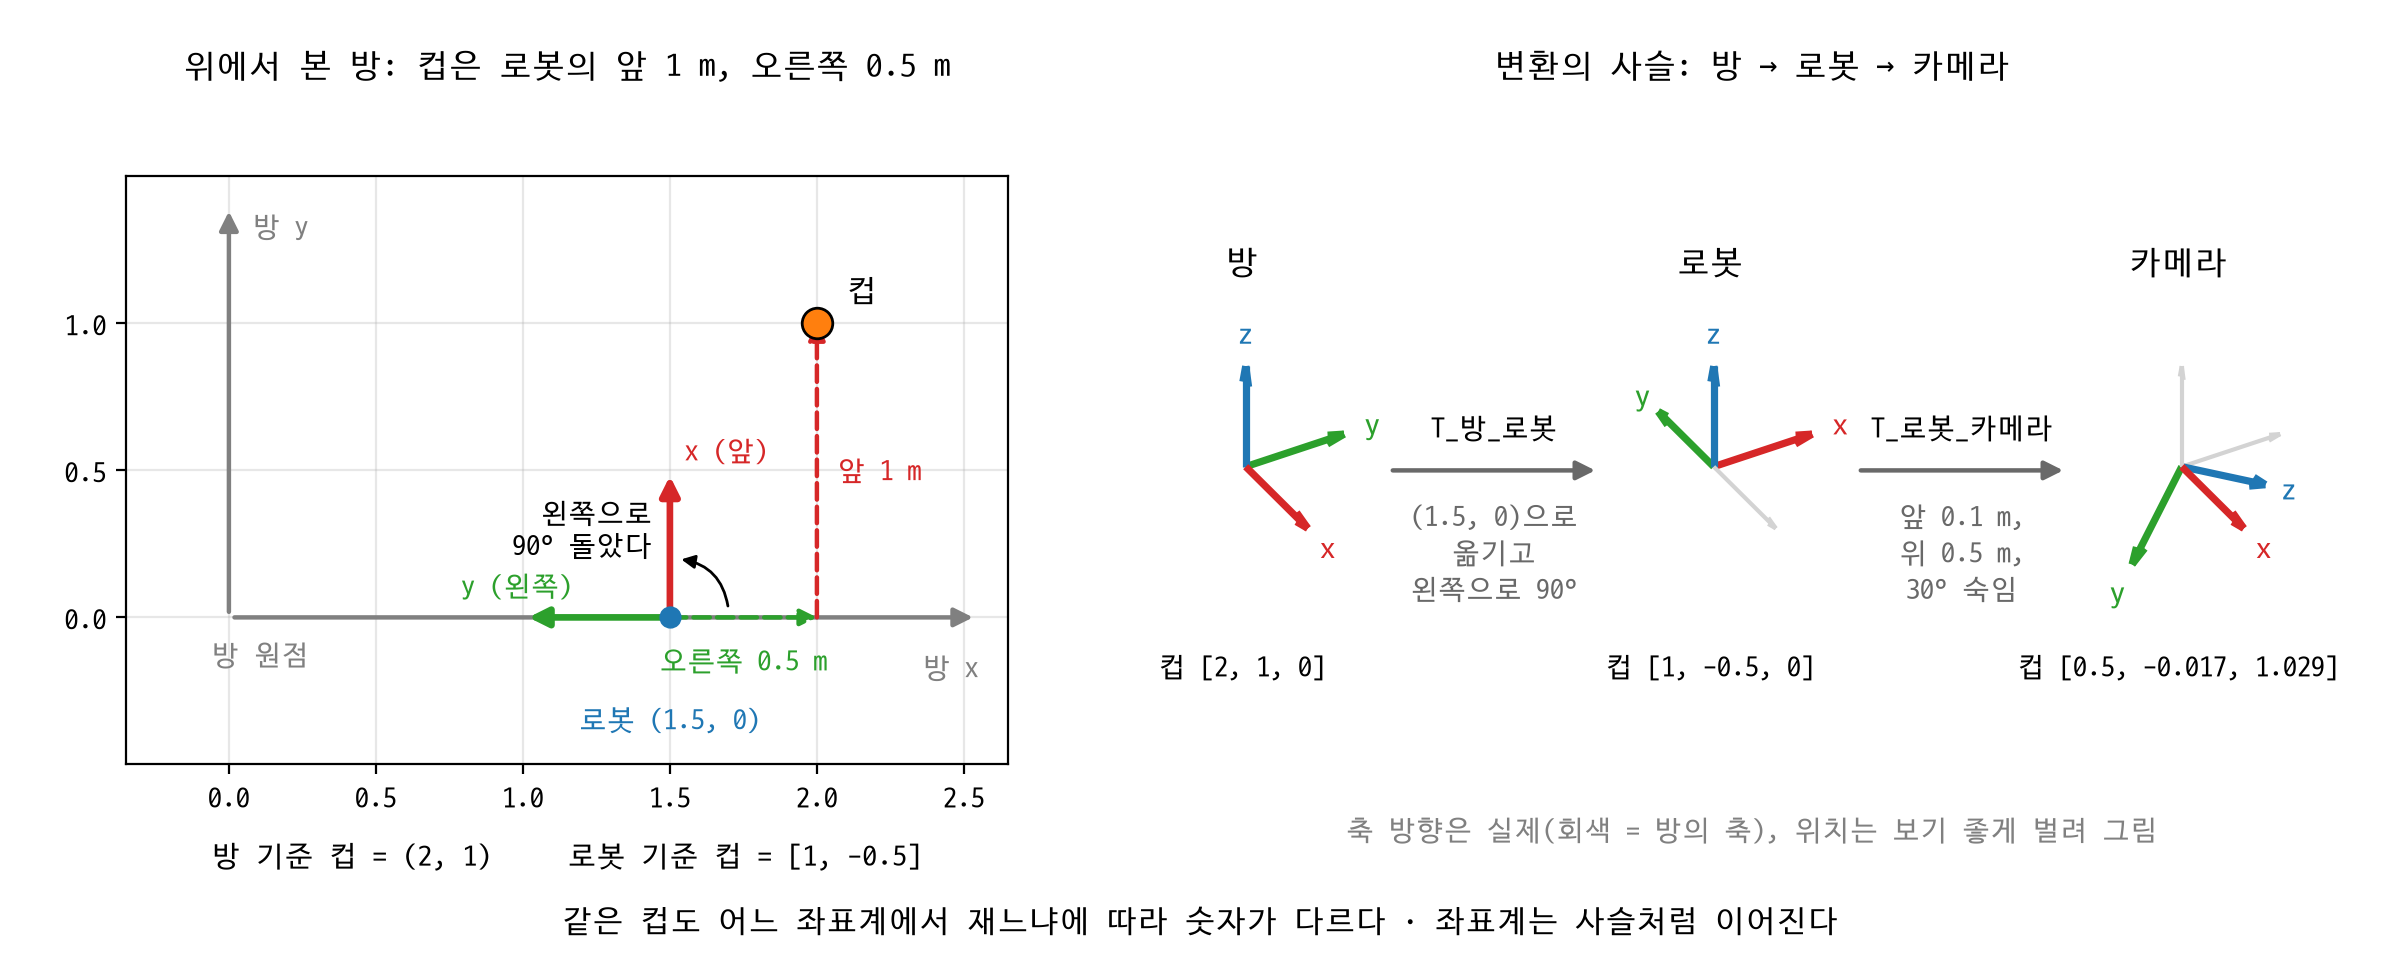 위에서 본 방: 컵은 로봇의 앞 1 m, 오른쪽 0.5 m
방 y
컵
1.0
x (앞)
앞 1 m
0.5
왼쪽으로
90° 돌았다
y (왼쪽)
0.0
방 원점
오른쪽 0.5 m
방 x
로봇 (1.5, 0)
0.0 0.5 1.0 1.5 2.0 2.5
방 기준 컵 = (2, 1) 로봇 기준 컵 = [1, -0.5]
변환의 사슬: 방 → 로봇 → 카메라
방 로봇 카메라
z
y
x
T_방_로봇
(1.5, 0)으로
옮기고
왼쪽으로 90°
z
y
x
T_로봇_카메라
앞 0.1 m,
위 0.5 m,
30° 숙임
z
x
y
컵 [2, 1, 0] 컵 [1, -0.5, 0] 컵 [0.5, -0.017, 1.029]
축 방향은 실제(회색 = 방의 축), 위치는 보기 좋게 벌려 그림
같은 컵도 어느 좌표계에서 재느냐에 따라 숫자가 다르다 · 좌표계는 사슬처럼 이어진다